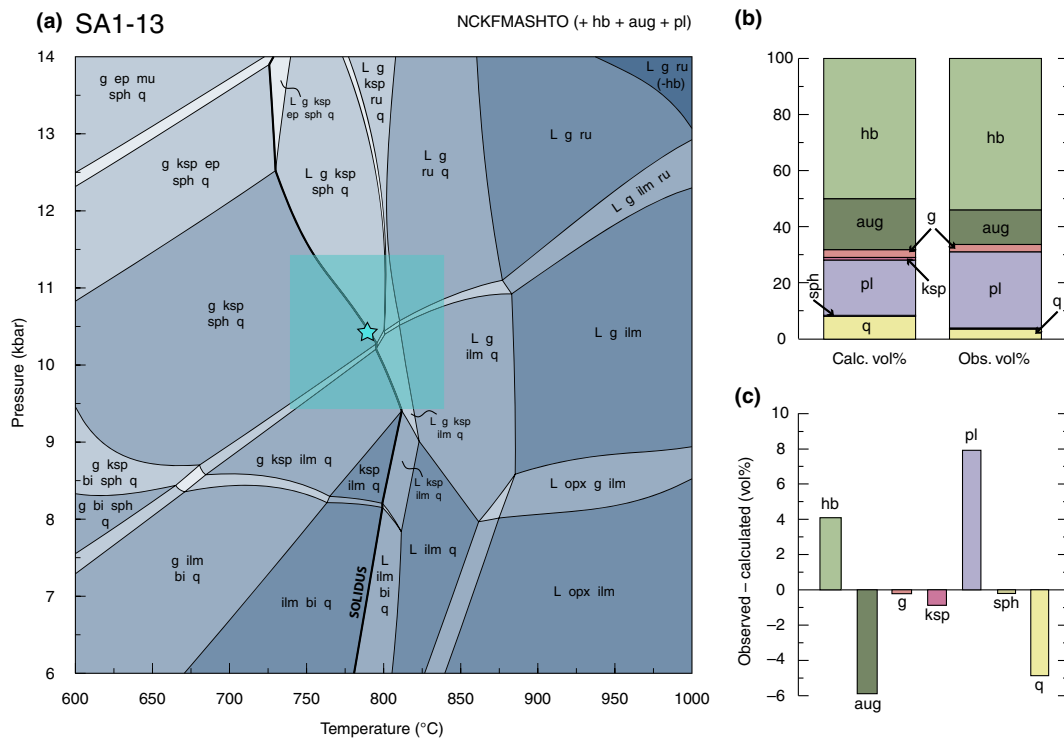 (a) SA1-13
NCKFMASHTO (+ hb + aug + pl)
g ep mu
sph q
L g ksp
ep sph q
L g
ksp
ru
q
L g ru
(-hb)
g ksp ep
sph q
L g ksp
sph q
L g
ru q
L g ru
L g ilm ru
g ksp
sph q
L g
ilm q
L g ilm
L g ksp
ilm q
g ksp
bi sph q
g ksp ilm q
ksp
ilm q
L ksp
ilm q
L opx g ilm
g bi sph
q
g ilm
bi q
ilm bi q
SOLIDUS
L
ilm
bi
q
L ilm q
L opx ilm
Pressure (kbar)
14
13
12
11
10
9
8
7
6
600
650
700
750
800
850
900
950
1000
Temperature (°C)
(b)
100
80
60
40
20
0
hb
aug
pl
q
sph
hb
aug
pl
g
ksp
q
Calc. vol%
Obs. vol%
(c)
Observed – calculated (vol%)
10
8
6
4
2
0
–2
–4
–6
hb
aug
g
ksp
pl
sph
q